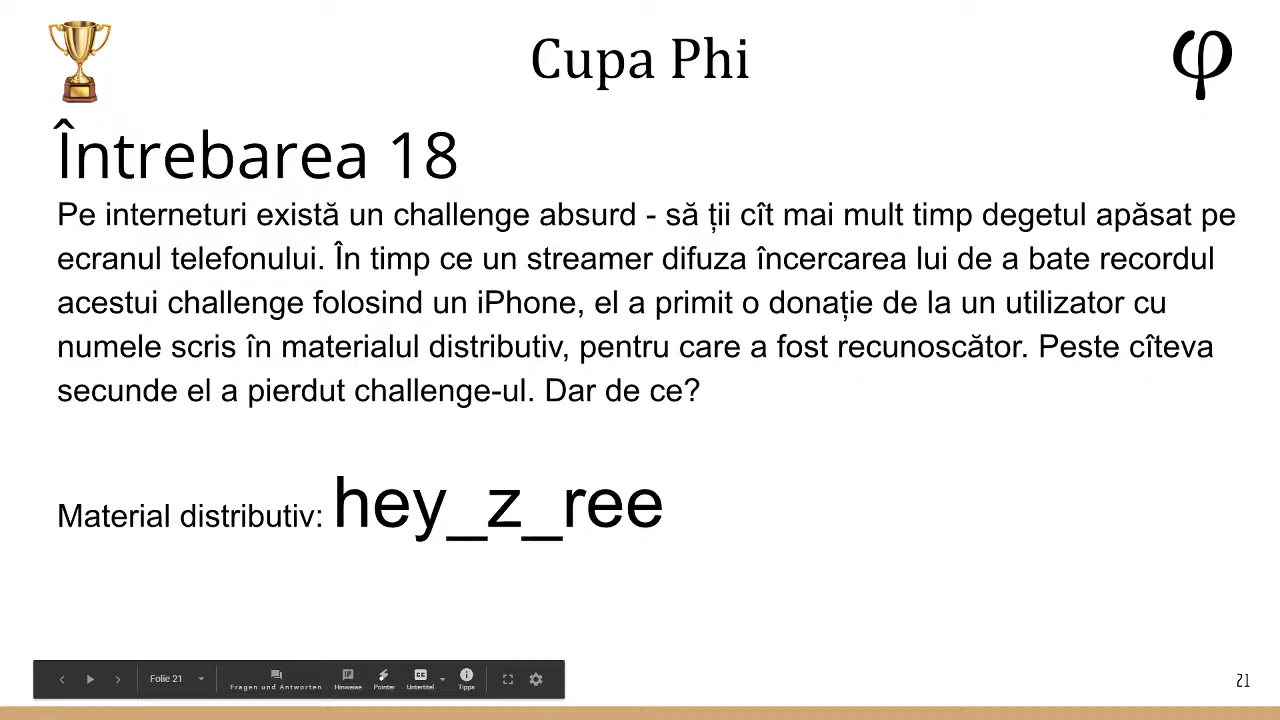 Cupa Phi
φ
Întrebarea 18
Pe interneturi există un challenge absurd - să ții cît mai mult timp degetul apăsat pe
ecranul telefonului. În timp ce un streamer difuza încercarea lui de a bate recordul
acestui challenge folosind un iPhone, el a primit o donație de la un utilizator cu
numele scris în materialul distributiv, pentru care a fost recunoscător. Peste cîteva
secunde el a pierdut challenge-ul. Dar de ce?
Material distributiv: hey_z_ree
Folie 21
Fragen und Antworten
Hinweise
Pointer
CC
Untertitel
Tipps
21